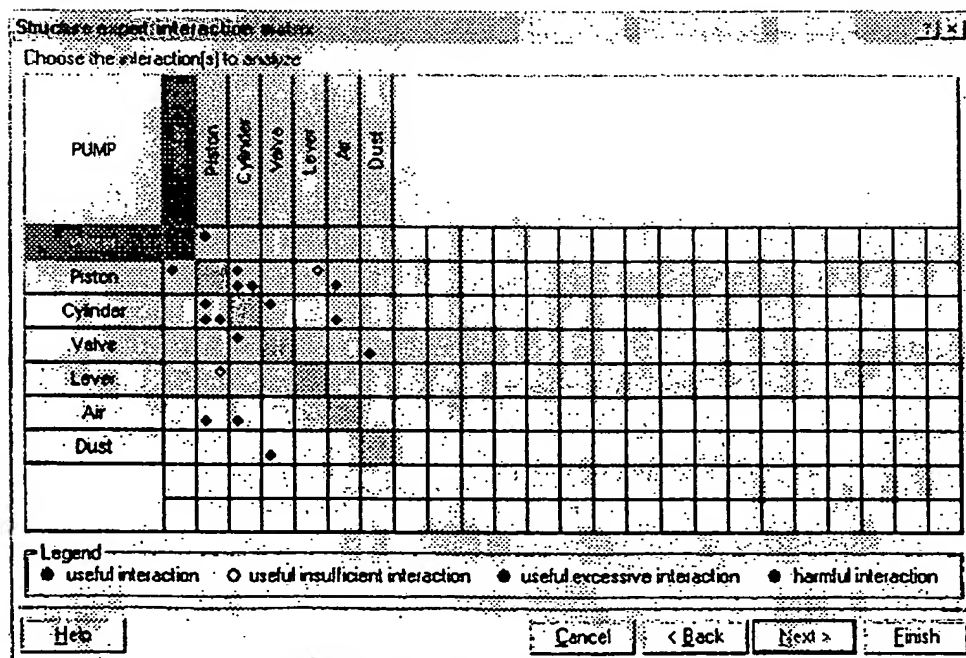 Structure expert: interaction matrix ? ×
Choose the interaction(s) to analyze
PUMP Piston Cylinder Valve Lever Air Dust
Piston
Cylinder
Valve
Lever
Air
Dust
Legend
useful interaction useful insufficient interaction useful excessive interaction harmful interaction
Help Cancel < Back Next > Finish